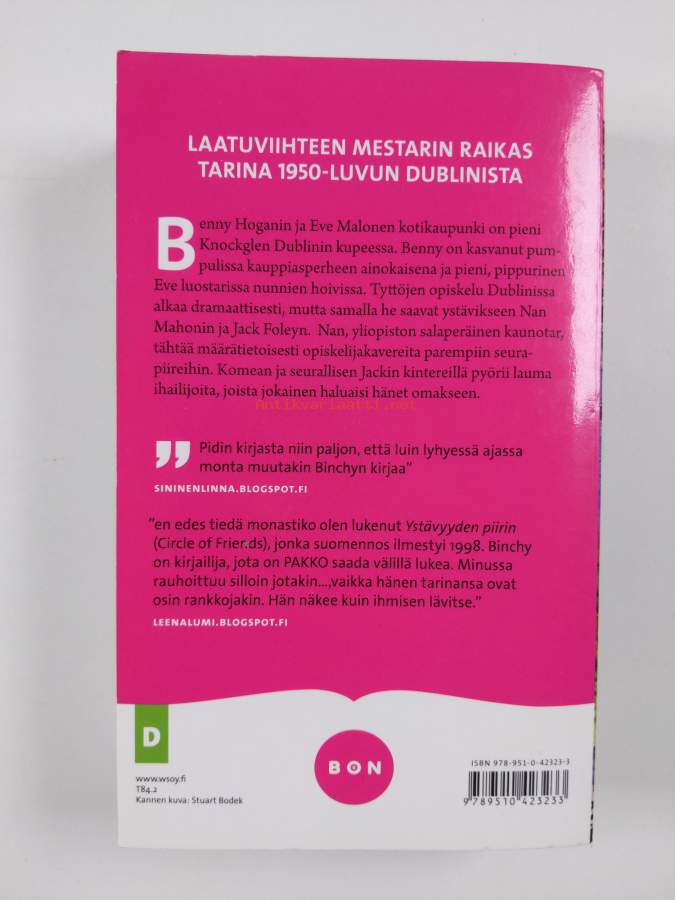 LAATUVIIHTEEN MESTARIN RAIKAS
TARINA 1950-LUVUN DUBLINISTA
Benny Hoganin ja Eve Malonen kotikaupunki on pieni
Knockglen Dublinin kupeessa. Benny on kasvanut pum-
pulissa kauppiasperheen ainokaisena ja pieni, pippurinen
Eve luostarissa nunnien hoivissa. Tyttöjen opiskelu Dublinissa
alkaa dramaattisesti, mutta samalla he saavat ystävikseen Nan
Mahonin ja Jack Foleyn. Nan, yliopiston salaperäinen kaunotar,
tähtää määrätietoisesti opiskelijakavereita parempiin seura-
piireihin. Komean ja seurallisen Jackin kintereillä pyörii lauma
ihailijoita, joista jokainen haluaisi hänet omakseen.
Antikvariaatti.net
” Pidin kirjasta niin paljon, että luin lyhyessä ajassa
monta muutakin Binchyn kirjaa”
SININENLINNA.BLOGSPOT.FI
”en edes tiedä monastiko olen lukenut Ystävyyden piirin
(Circle of Friends), jonka suomennos ilmestyi 1998. Binchy
on kirjailija, jota on PAKKO saada välillä lukea. Minussa
rauhoittuu silloin jotakin...,vaikka hänen tarinansa ovat
osin rankkojakin. Hän näkee kuin ihmisen lävitse.”
LEENALUMI.BLOGSPOT.FI
D
BON
www.wsoy.fi
T84.2
Kannen kuva: Stuart Bodek
ISBN 978-951-0-42323-3
9789510423233